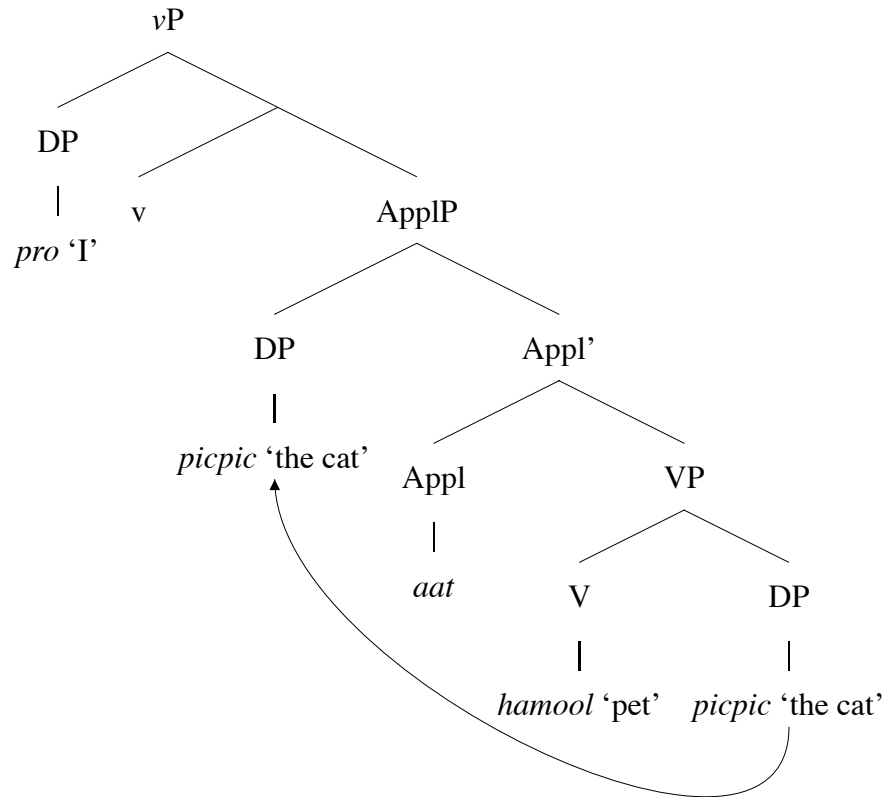 vP
DP
v
ApplP
pro ‘I’
DP
Appl’
picpic ‘the cat’
Appl
VP
aat
V
DP
hamool ‘pet’
picpic ‘the cat’